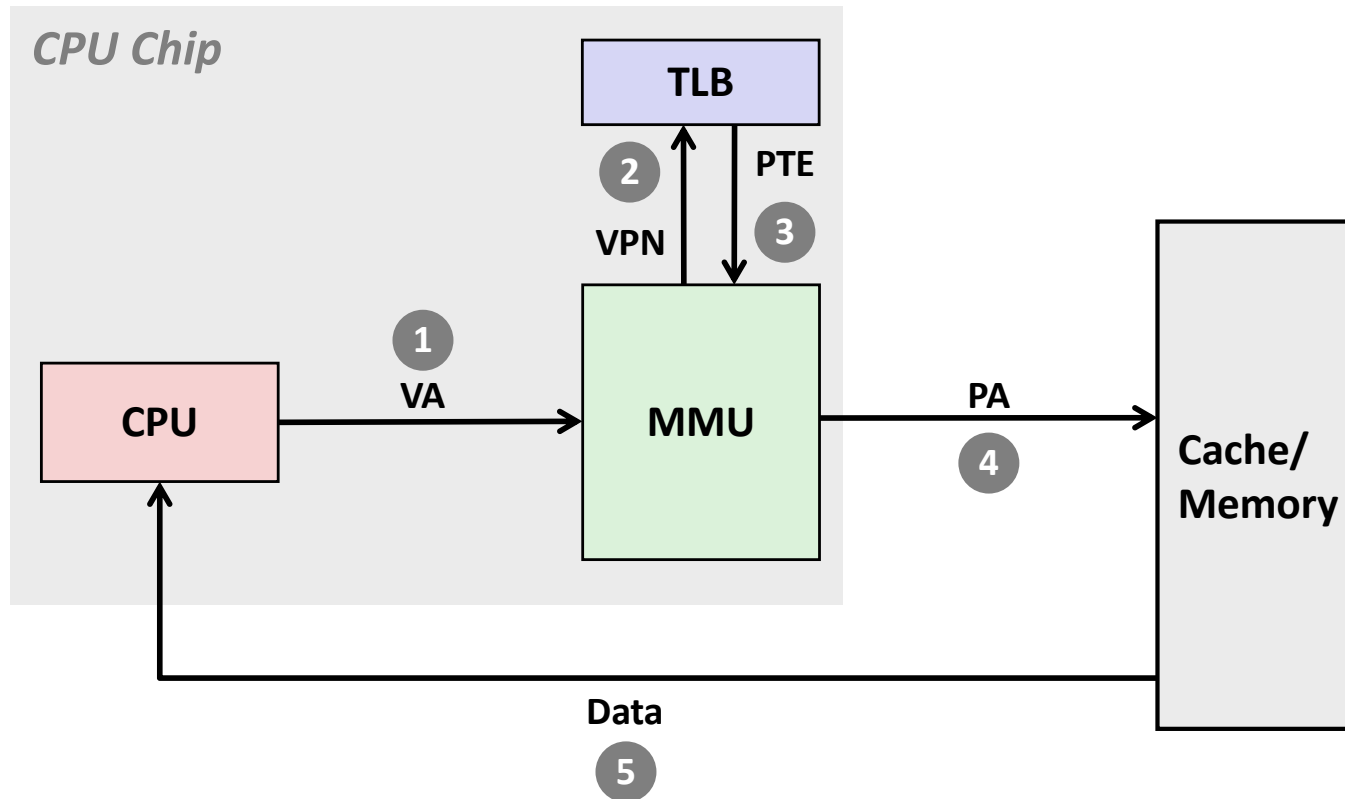 CPU Chip
TLB
2
PTE
VPN
3
1
VA
CPU
MMU
PA
4
Cache/
Memory
Data
5